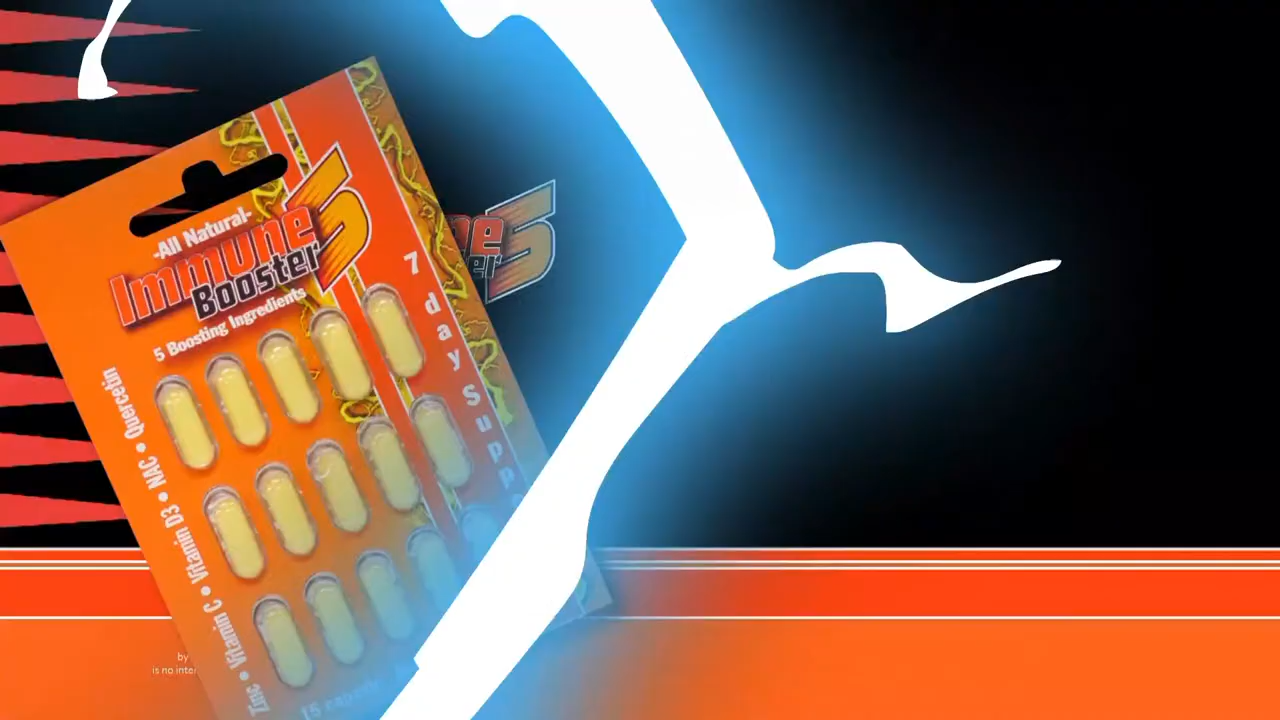 -All Natural-
Immune 5
Booster
5 Boosting Ingredients
7 day Supp
Zinc • Vitamin C • Vitamin D3 • NAC • Quercetin
15
by
is no inter